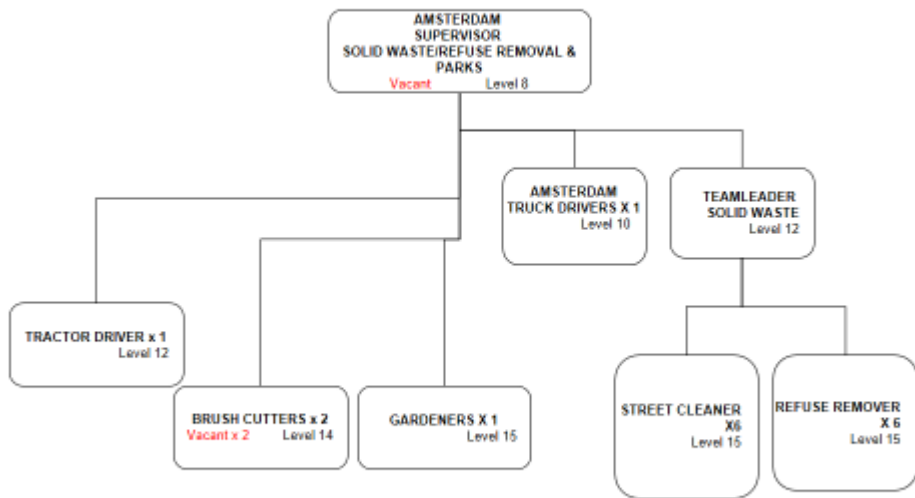 AMSTERDAM
SUPERVISOR
SOLID WASTE/REFUSE REMOVAL &
PARKS
Vacant Level 8
AMSTERDAM
TRUCK DRIVERS X 1
Level 10
TEAMLEADER
SOLID WASTE
Level 12
TRACTOR DRIVER x 1
Level 12
BRUSH CUTTERS x 2
Vacant x 2 Level 14
GARDENERS X 1
Level 15
STREET CLEANER
X6
Level 15
REFUSE REMOVER
X 6
Level 15